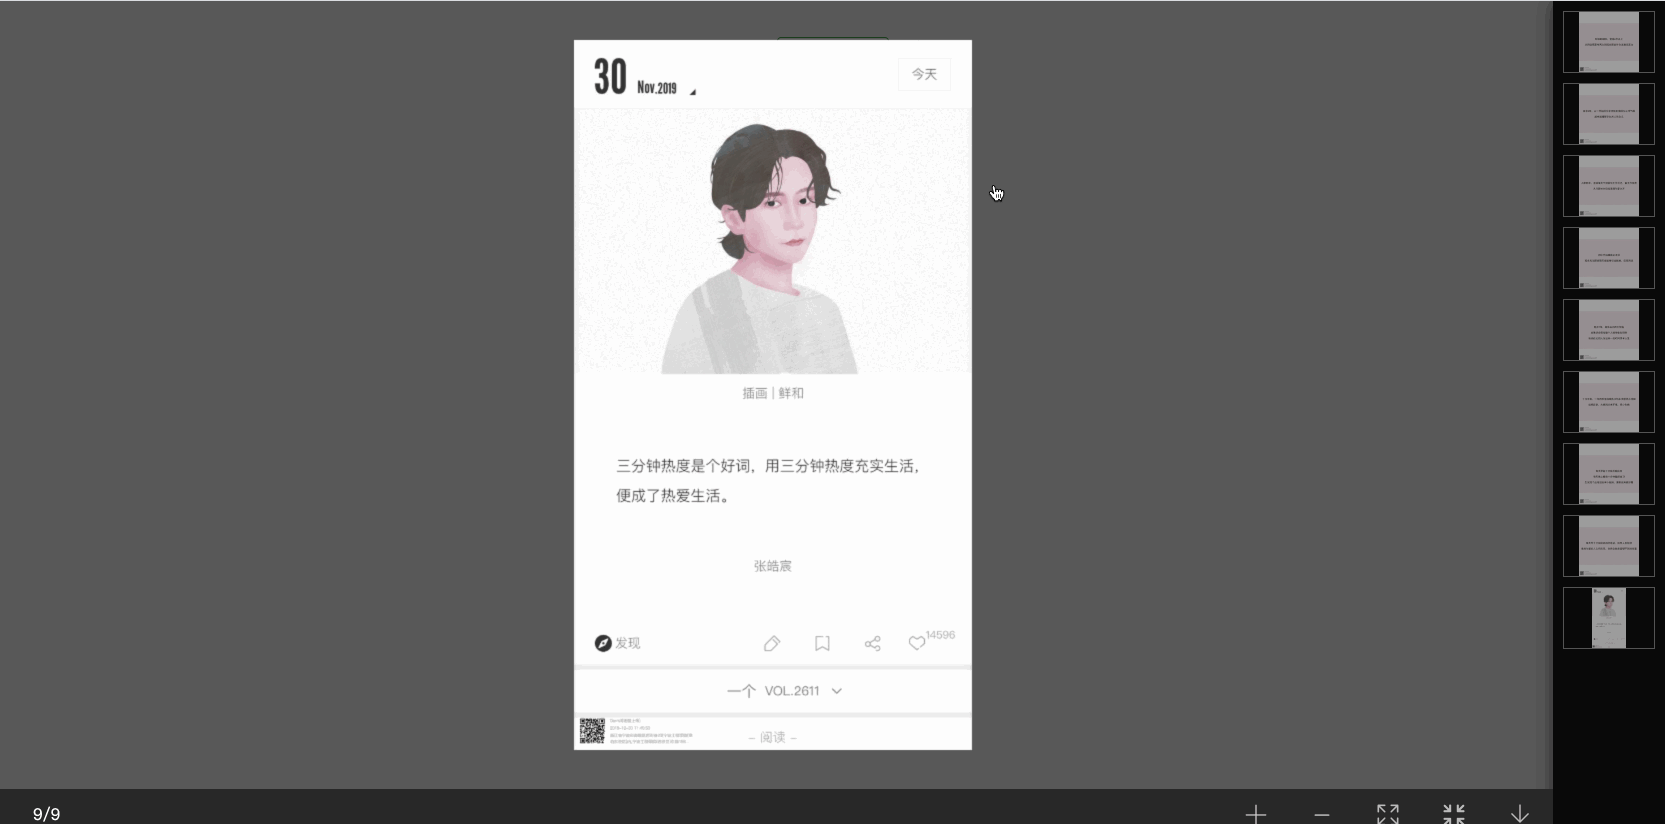 30 Nov.2019
今天
插画 | 鲜和
三分钟热度是个好词，用三分钟热度充实生活，
便成了热爱生活。
张皓宸
发现
14596
一个 VOL.2611
– 阅读 –
9/9